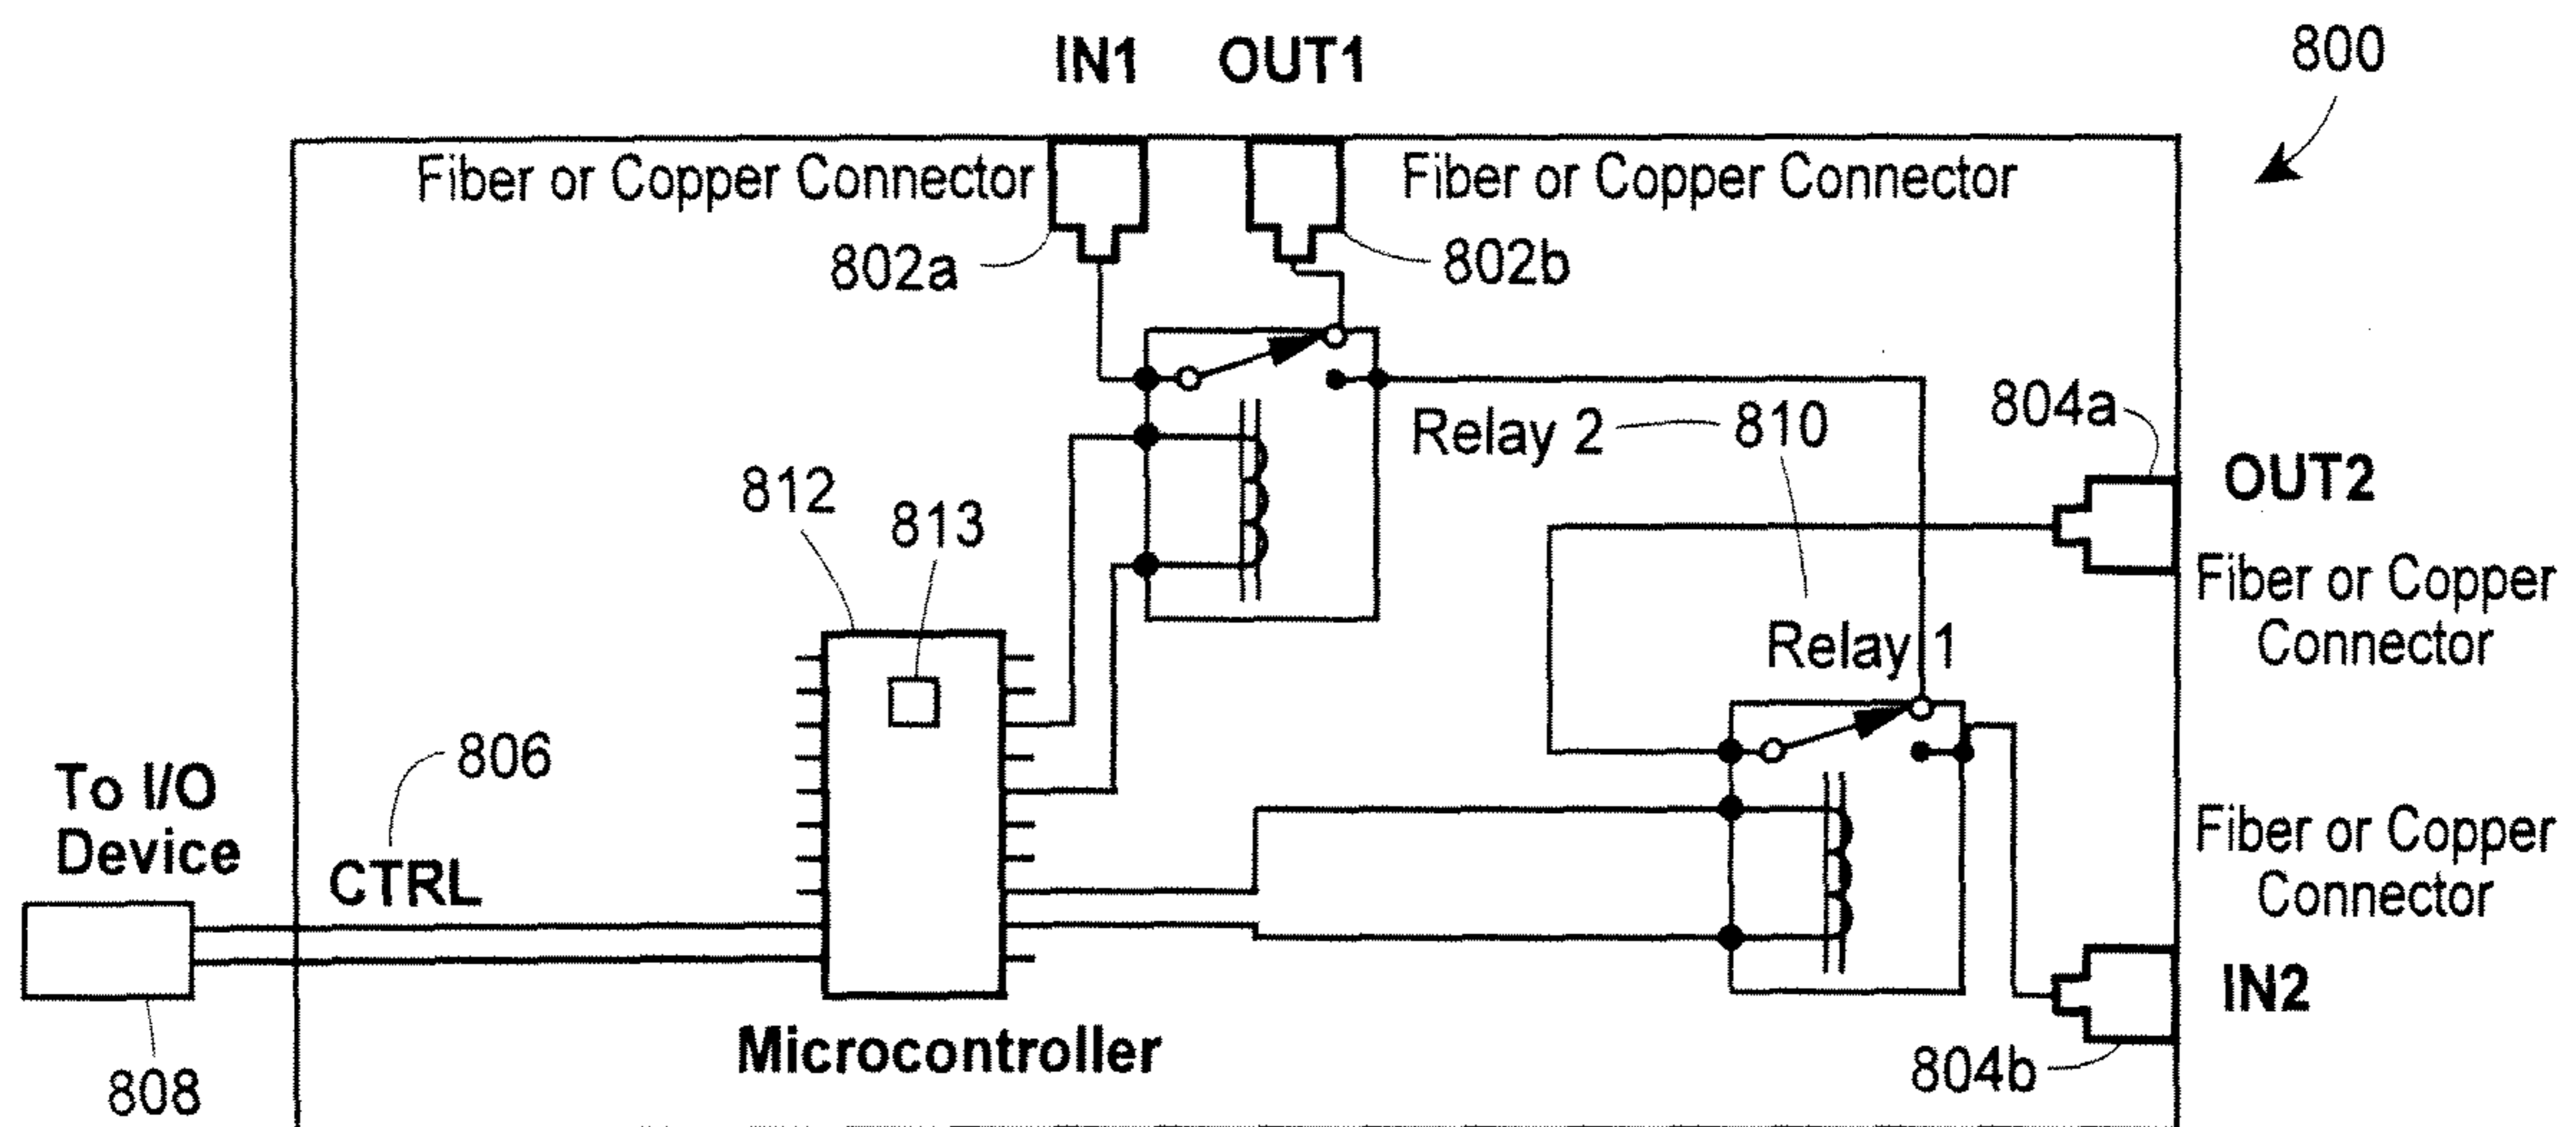 IN1 OUT1 800
Fiber or Copper Connector Fiber or Copper Connector
802a 802b
804a
Relay 2 810
OUT2
812 813
Fiber or Copper
Connector
Relay 1
806
To I/O
Device
CTRL
Fiber or Copper
Connector
IN2
Microcontroller
804b
808